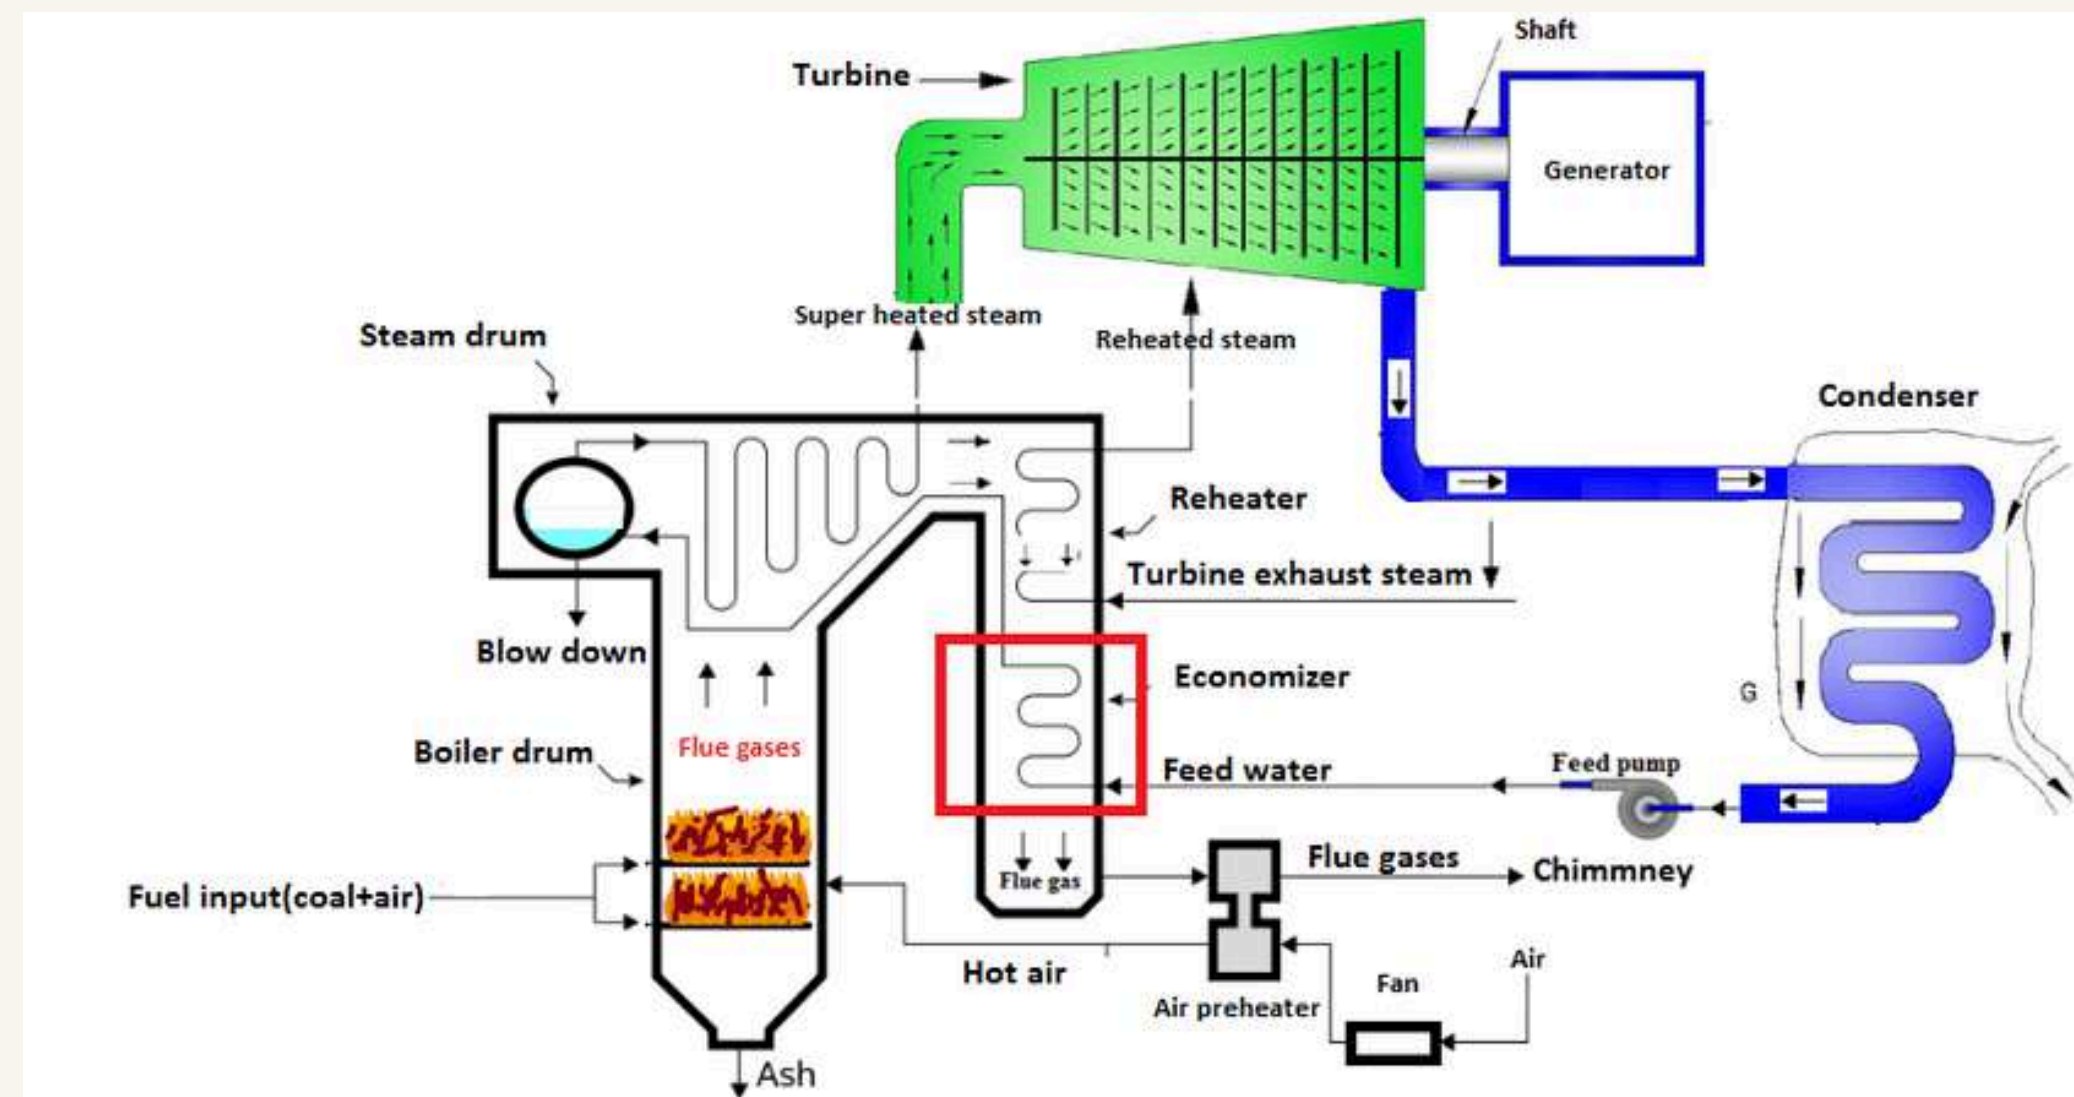 Shaft
Turbine
Generator
Super heated steam
Steam drum
Reheated steam
Condenser
Reheater
Turbine exhaust steam
Blow down
Economizer
G
Flue gases
Boiler drum
Feed water
Feed pump
Flue gases
Chimmney
Flue gas
Fuel input(coal+air)
Hot air
Air
Fan
Air preheater
Ash